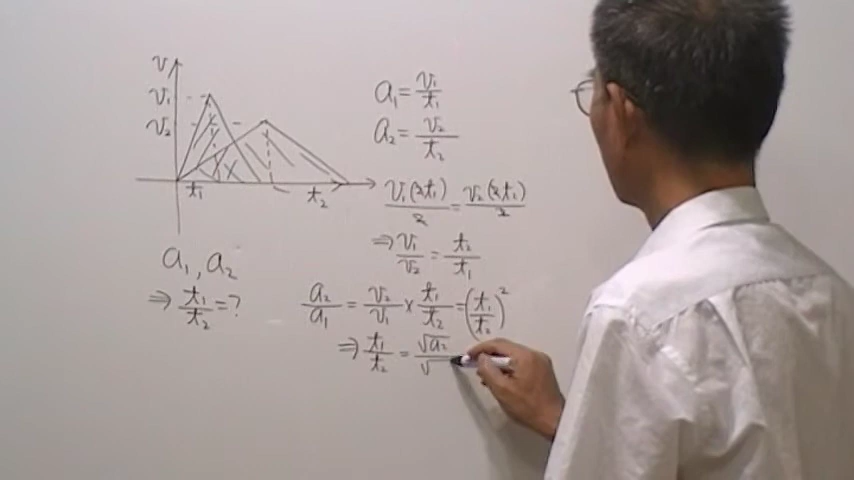 v
v₁
v₂
t₁ t₂
a₁, a₂
⇒ t₁/t₂ = ?
a₁ = v₁/t₁
a₂ = v₂/t₂
v₁(2t₁)/2 = v₂(2t₂)/2
⇒ v₁/v₂ = t₂/t₁
a₂/a₁ = v₂/v₁ × t₁/t₂ = (t₁/t₂)²
⇒ t₁/t₂ = √a₂/√